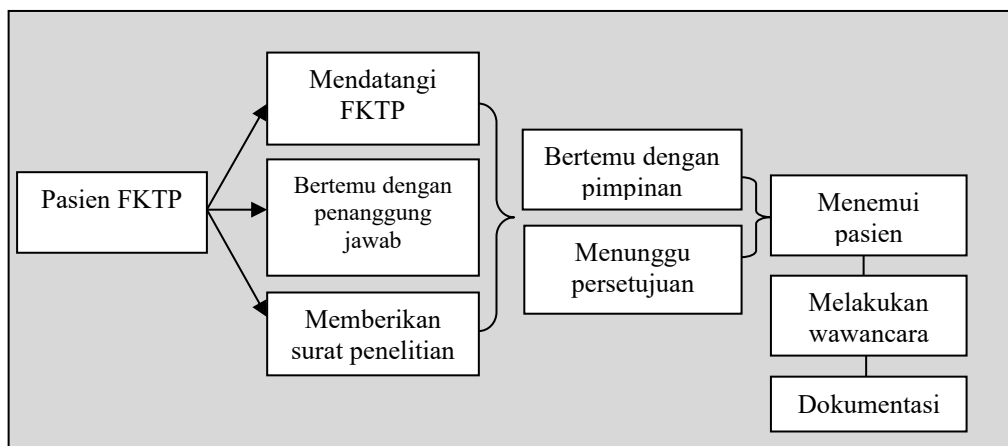 Pasien FKTP
Mendatangi
FKTP
Bertemu dengan
penanggung
jawab
Memberikan
surat penelitian
Bertemu dengan
pimpinan
Menunggu
persetujuan
Menemui
pasien
Melakukan
wawancara
Dokumentasi